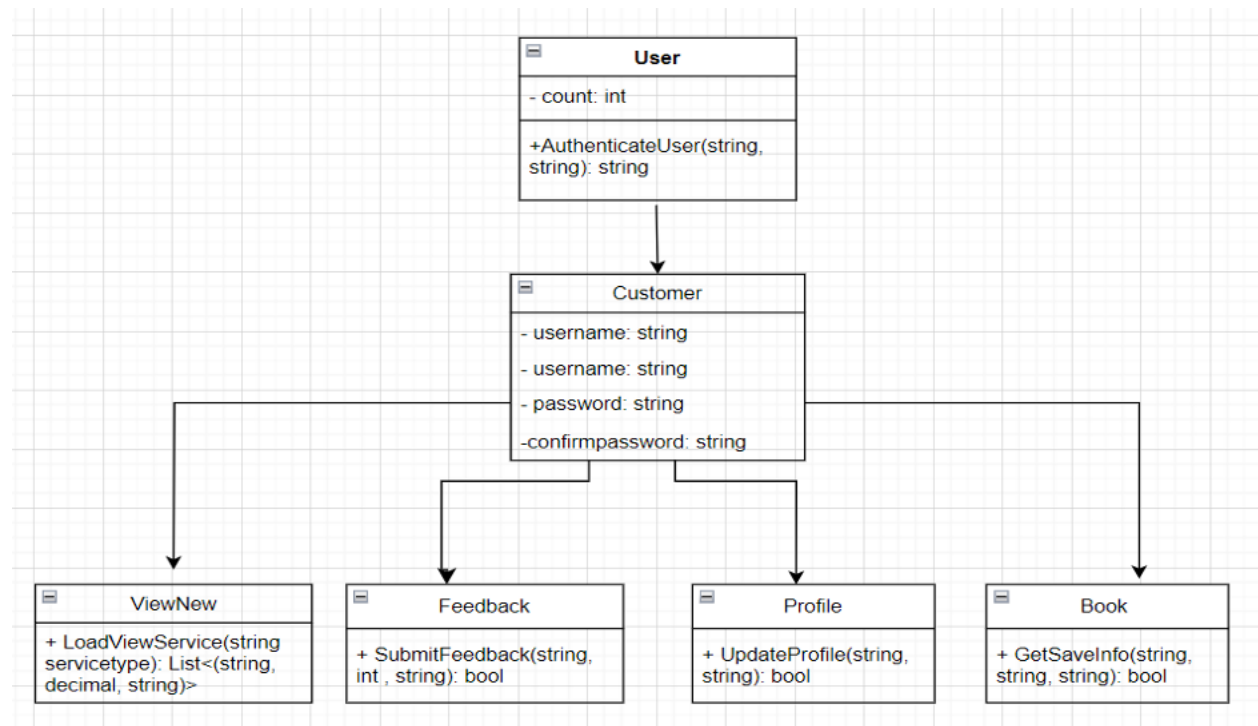 User
- count: int
+AuthenticateUser(string,
string): string
Customer
- username: string
- username: string
- password: string
-confirmpassword: string
ViewNew
+ LoadViewService(string
servicetype): List<(string,
decimal, string)>
Feedback
+ SubmitFeedback(string,
int , string): bool
Profile
+ UpdateProfile(string,
string): bool
Book
+ GetSaveInfo(string,
string, string): bool